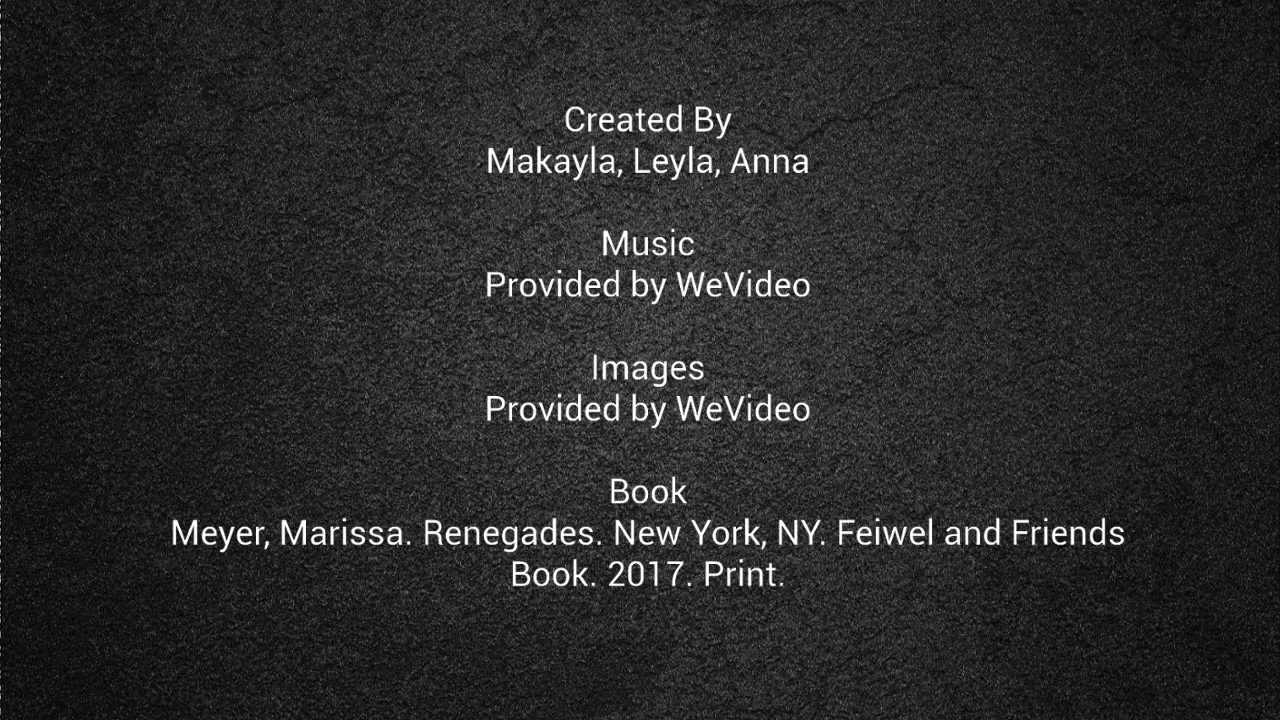 Created By
Makayla, Leyla, Anna
Music
Provided by WeVideo
Images
Provided by WeVideo
Book
Meyer, Marissa. Renegades. New York, NY. Feiwel and Friends
Book. 2017. Print.